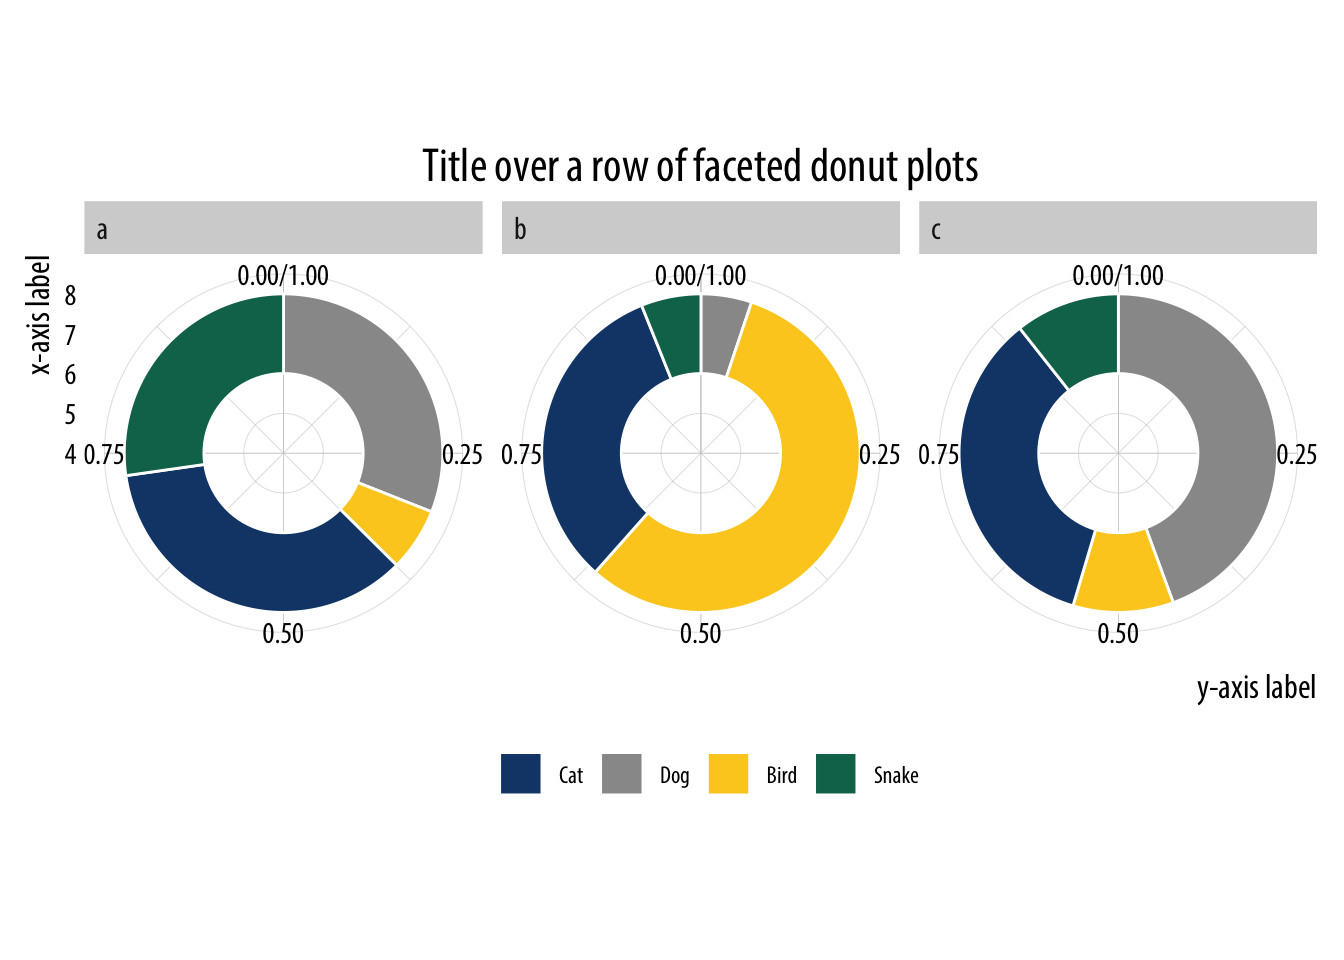 Title over a row of faceted donut plots
a
b
c
x-axis label
8
7
6
5
4
0.00/1.00
0.75
0.25
0.50
0.00/1.00
0.75
0.25
0.50
0.00/1.00
0.75
0.25
0.50
y-axis label
Cat Dog Bird Snake